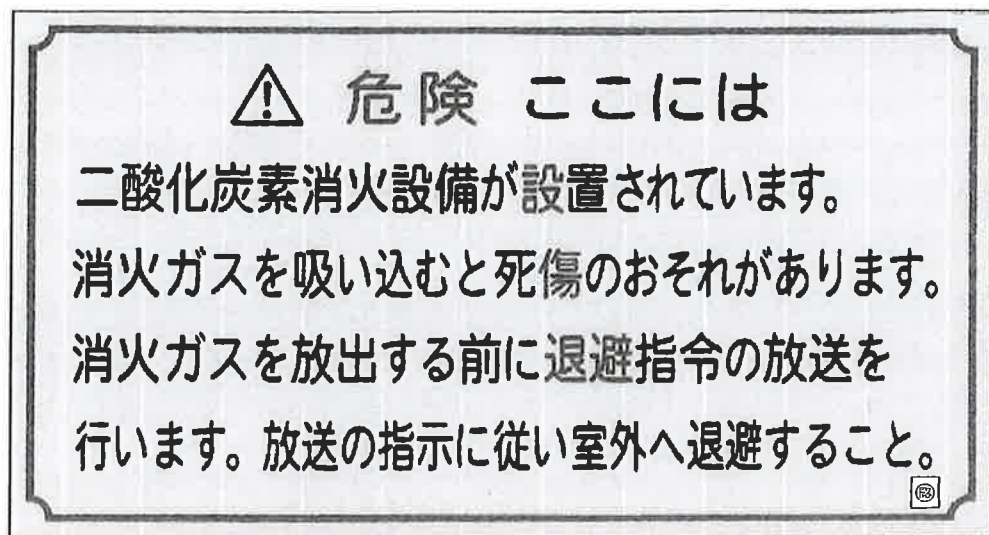 ⚠ 危険 ここには
二酸化炭素消火設備が設置されています。
消火ガスを吸い込むと死傷のおそれがあります。
消火ガスを放出する前に退避指令の放送を
行います。放送の指示に従い室外へ退避すること。